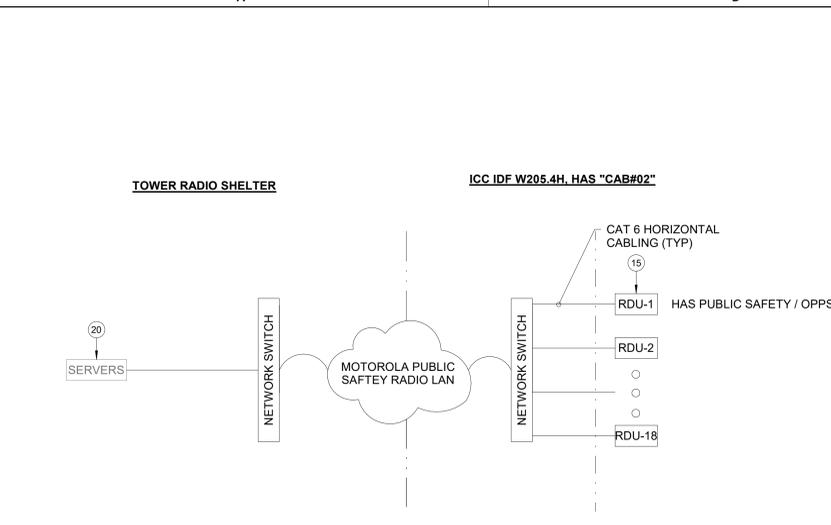 TOWER RADIO SHELTER
ICC IDF W205.4H, HAS "CAB#02"
CAT 6 HORIZONTAL
CABLING (TYP)
15
RDU-1
HAS PUBLIC SAFETY / OPPS
20
SERVERS
NETWORK SWITCH
MOTOROLA PUBLIC
SAFTEY RADIO LAN
NETWORK SWITCH
RDU-2
RDU-18